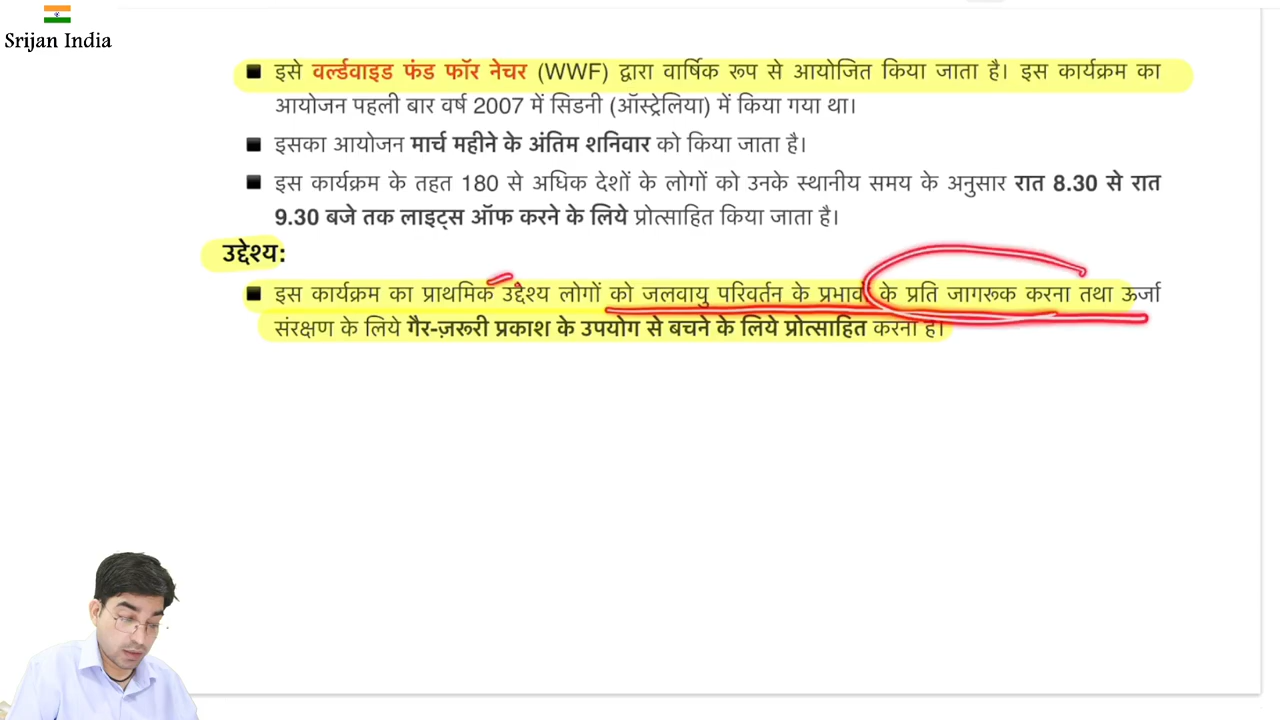 Srijan India
इसे वर्ल्डवाइड फंड फॉर नेचर (WWF) द्वारा वार्षिक रूप से आयोजित किया जाता है। इस कार्यक्रम का
आयोजन पहली बार वर्ष 2007 में सिडनी (ऑस्ट्रेलिया) में किया गया था।
इसका आयोजन मार्च महीने के अंतिम शनिवार को किया जाता है।
इस कार्यक्रम के तहत 180 से अधिक देशों के लोगों को उनके स्थानीय समय के अनुसार रात 8.30 से रात
9.30 बजे तक लाइट्स ऑफ करने के लिये प्रोत्साहित किया जाता है।
उद्देश्य:
इस कार्यक्रम का प्राथमिक उद्देश्य लोगों को जलवायु परिवर्तन के प्रभाव के प्रति जागरूक करना तथा ऊर्जा
संरक्षण के लिये गैर-ज़रूरी प्रकाश के उपयोग से बचने के लिये प्रोत्साहित करना है।